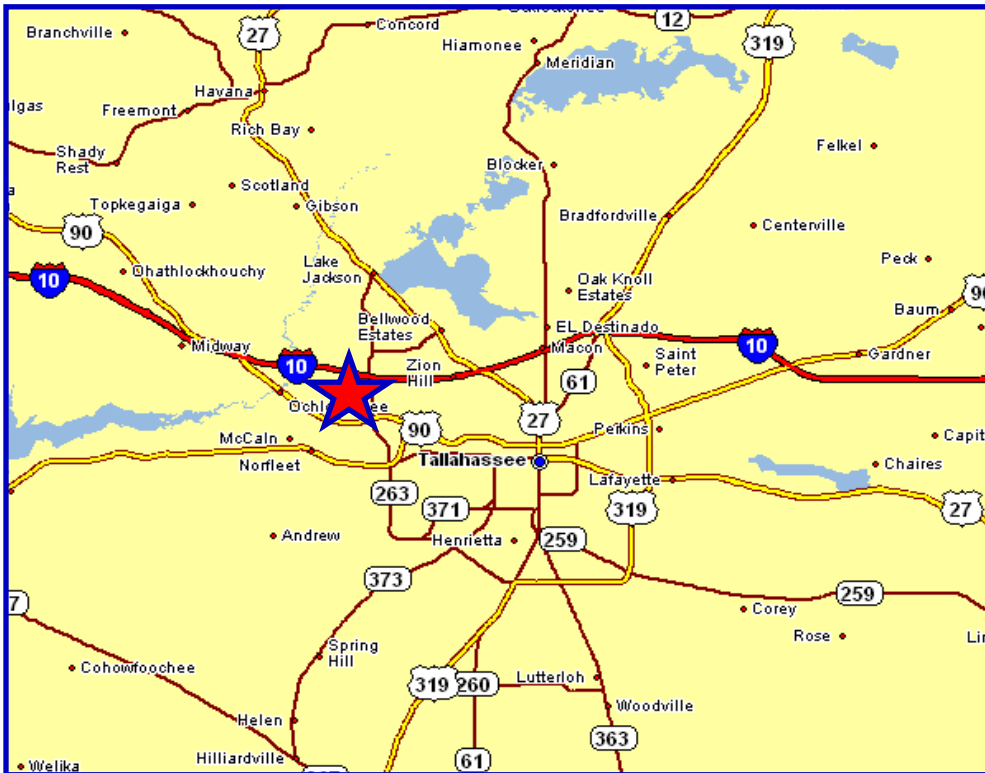 12
Concord
Branchville
27
Hiamonee
319
Meridian
Havana
Freemont
Rich Bay
Felkel
Shady
Rest
Blocker
Scotland
Topkegaiga
Gibson
Bradfordville
Centerville
90
Lake
Jackson
Peck
Ohathlockhouchy
10
Oak Knoll
Estates
Baum
Bellwood
Estates
EL Destinado
Midway
Macon
10
Gardner
10
Zion
Hill
Saint
Peter
61
27
90
McCaln
Perkins
Norfleet
Tallahassee
Chaires
Lafayette
263
371
319
27
Andrew
Henrietta
259
373
259
Corey
Rose
Spring
Hill
Cohowfoochee
319
260
Lutterloh
Woodville
Helen
363
Hilliardville
61
Welika